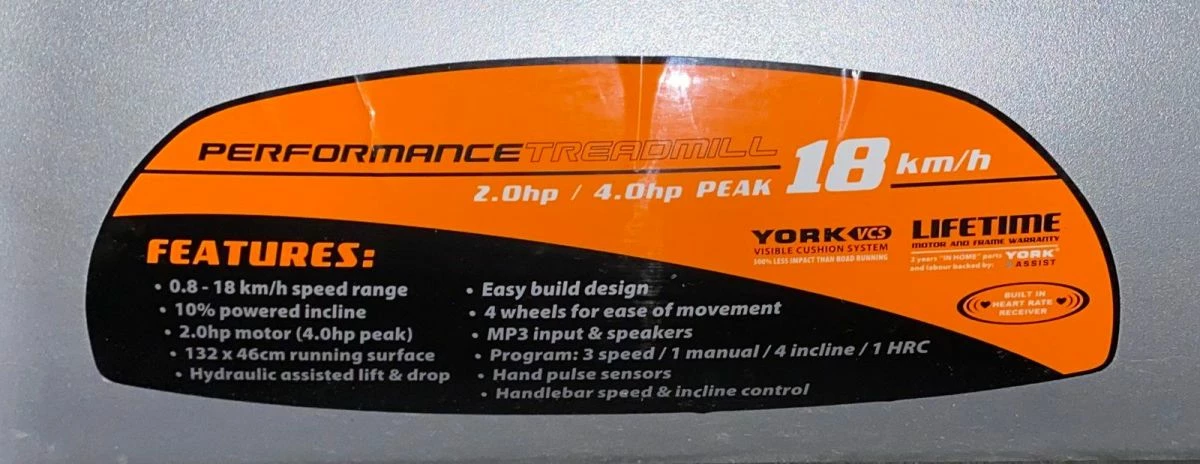 PERFORMANCETREADMILL
2.0hp / 4.0hp PEAK 18 km/h
YORK VCS
VISIBLE CUSHION SYSTEM
100% LESS IMPACT THAN ROAD RUNNING
LIFETIME
MOTOR AND FRAME WARRANTY
2 years "IN HOME" parts
and labour backed by:
YORK
ASSIST
BUILT IN
HEART RATE
RECEIVER
FEATURES:
• 0.8 - 18 km/h speed range
• 10% powered incline
• 2.0hp motor (4.0hp peak)
• 132 x 46cm running surface
• Hydraulic assisted lift & drop
• Easy build design
• 4 wheels for ease of movement
• MP3 input & speakers
• Program: 3 speed / 1 manual / 4 incline / 1 HRC
• Hand pulse sensors
• Handlebar speed & incline control